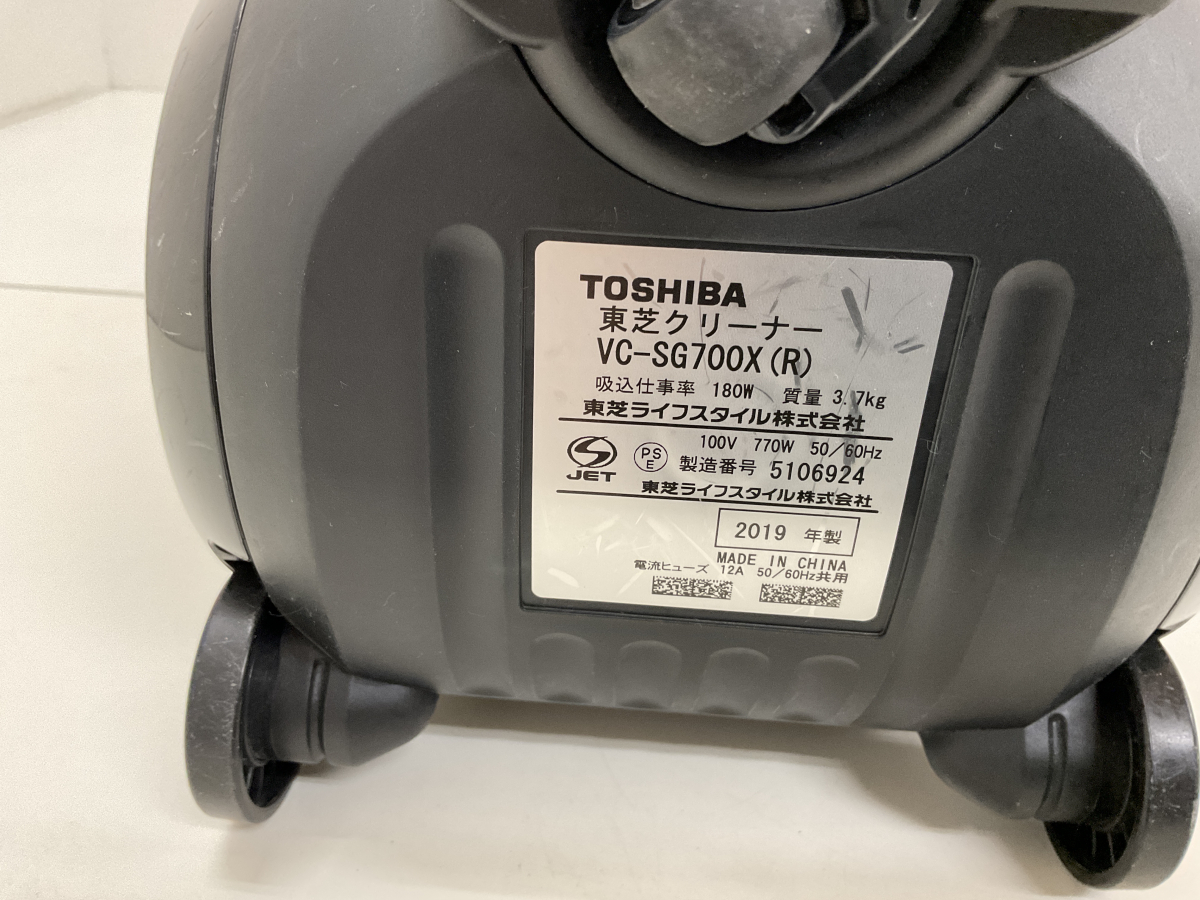 TOSHIBA
東芝クリーナー
VC-SG700X(R)
吸込仕事率 180W 質量 3.7kg
東芝ライフスタイル株式会社
100V 770W 50/60Hz
JET PSE 製造番号 5106924
東芝ライフスタイル株式会社
2019 年製
MADE IN CHINA
電流ヒューズ 12A 50/60Hz共用